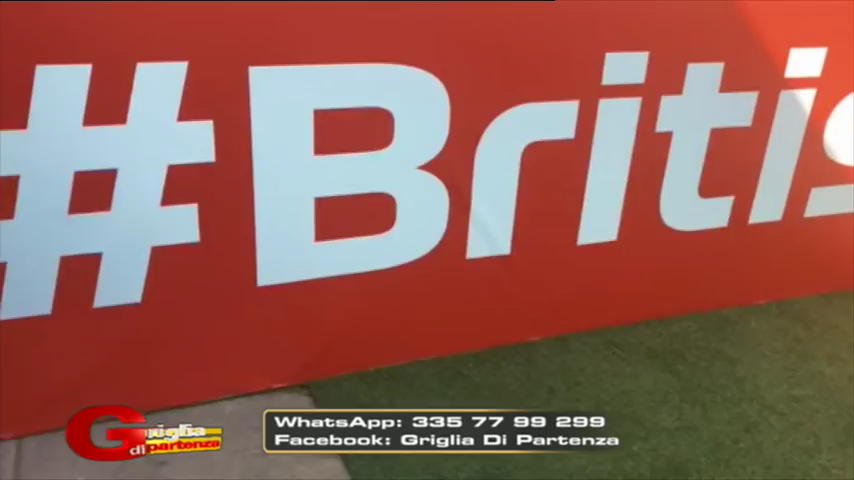 #Britis
G griglia
di partenza
WhatsApp: 335 77 99 299
Facebook: Griglia Di Partenza